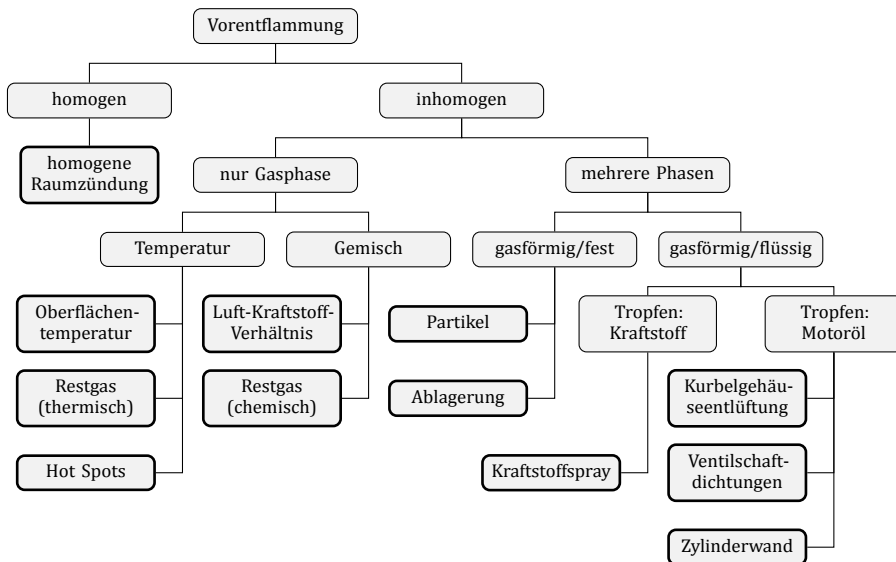 Vorentflammung
homogen
inhomogen
homogene
Raumzündung
nur Gasphase
mehrere Phasen
Temperatur
Gemisch
gasförmig/fest
gasförmig/flüssig
Oberflächen-
temperatur
Luft-Kraftstoff-
Verhältnis
Partikel
Tropfen:
Kraftstoff
Tropfen:
Motoröl
Restgas
(thermisch)
Restgas
(chemisch)
Ablagerung
Kurbelgehäu-
seentlüftung
Hot Spots
Kraftstoffspray
Ventilschaft-
dichtungen
Zylinderwand